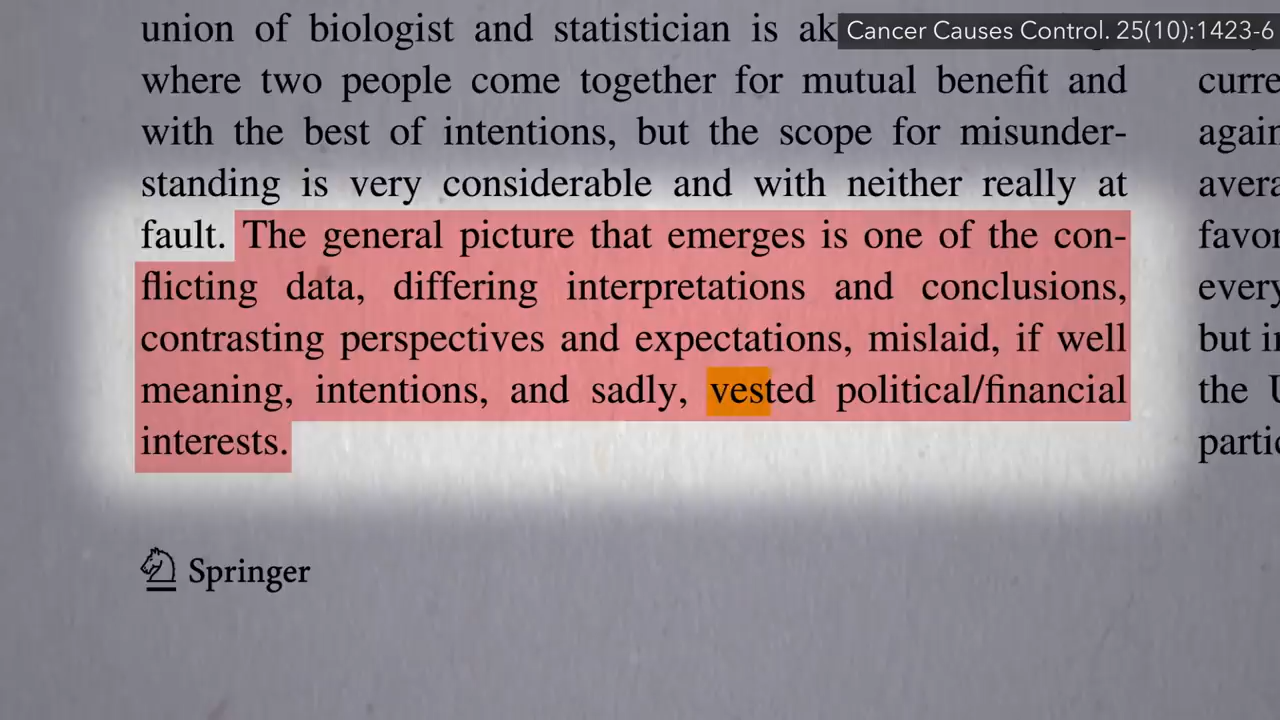 union of biologist and statistician is
Cancer Causes Control. 25(10):1423-6
where two people come together for mutual benefit and
with the best of intentions, but the scope for misunder-
standing is very considerable and with neither really at
fault. The general picture that emerges is one of the con-
flicting data, differing interpretations and conclusions,
contrasting perspectives and expectations, mislaid, if well
meaning, intentions, and sadly, vested political/financial
interests.
Springer
curre
again
avera
favor
every
but i
the U
partic